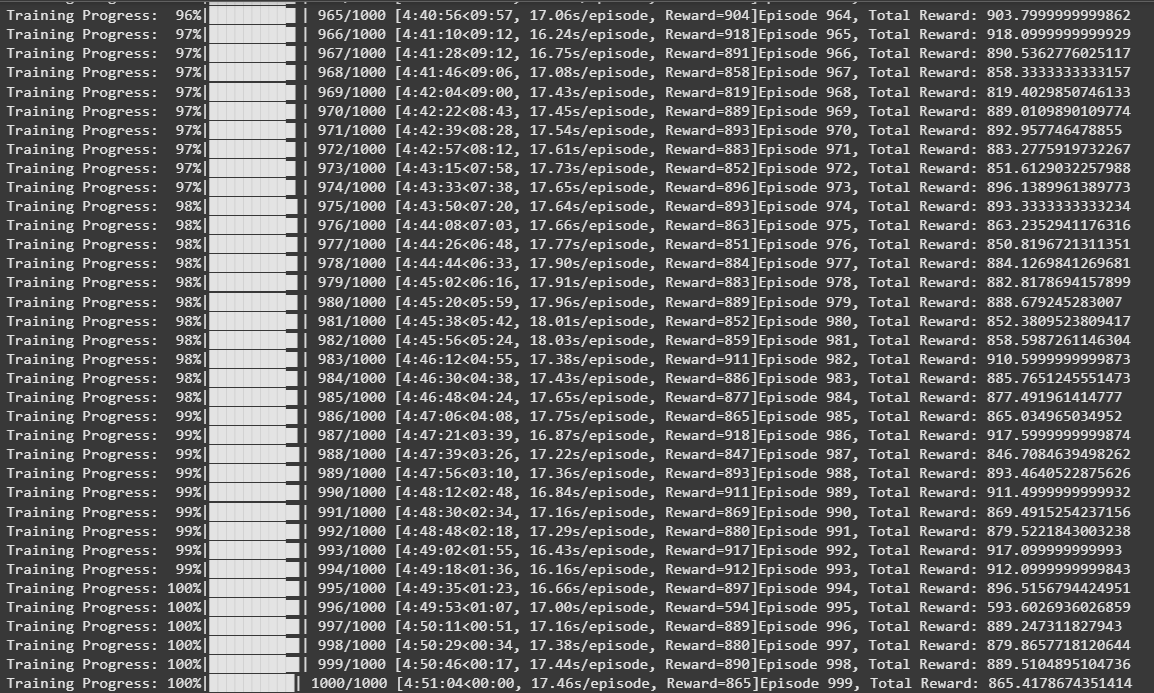 Training Progress:  96%|██████████| 965/1000 [4:40:56<09:57, 17.06s/episode, Reward=904]Episode 964, Total Reward: 903.7999999999862
Training Progress:  97%|██████████| 966/1000 [4:41:10<09:12, 16.24s/episode, Reward=918]Episode 965, Total Reward: 918.0999999999929
Training Progress:  97%|██████████| 967/1000 [4:41:28<09:12, 16.75s/episode, Reward=891]Episode 966, Total Reward: 890.5362776025117
Training Progress:  97%|██████████| 968/1000 [4:41:46<09:06, 17.08s/episode, Reward=858]Episode 967, Total Reward: 858.3333333333157
Training Progress:  97%|██████████| 969/1000 [4:42:04<09:00, 17.43s/episode, Reward=819]Episode 968, Total Reward: 819.4029850746133
Training Progress:  97%|██████████| 970/1000 [4:42:22<08:43, 17.45s/episode, Reward=889]Episode 969, Total Reward: 889.0109890109774
Training Progress:  97%|██████████| 971/1000 [4:42:39<08:28, 17.54s/episode, Reward=893]Episode 970, Total Reward: 892.957746478855
Training Progress:  97%|██████████| 972/1000 [4:42:57<08:12, 17.61s/episode, Reward=883]Episode 971, Total Reward: 883.2775919732267
Training Progress:  97%|██████████| 973/1000 [4:43:15<07:58, 17.73s/episode, Reward=852]Episode 972, Total Reward: 851.6129032257988
Training Progress:  97%|██████████| 974/1000 [4:43:33<07:38, 17.65s/episode, Reward=896]Episode 973, Total Reward: 896.1389961389773
Training Progress:  98%|██████████| 975/1000 [4:43:50<07:20, 17.64s/episode, Reward=893]Episode 974, Total Reward: 893.3333333333234
Training Progress:  98%|██████████| 976/1000 [4:44:08<07:03, 17.66s/episode, Reward=863]Episode 975, Total Reward: 863.2352941176316
Training Progress:  98%|██████████| 977/1000 [4:44:26<06:48, 17.77s/episode, Reward=851]Episode 976, Total Reward: 850.8196721311351
Training Progress:  98%|██████████| 978/1000 [4:44:44<06:33, 17.90s/episode, Reward=884]Episode 977, Total Reward: 884.1269841269681
Training Progress:  98%|██████████| 979/1000 [4:45:02<06:16, 17.91s/episode, Reward=883]Episode 978, Total Reward: 882.8178694157899
Training Progress:  98%|██████████| 980/1000 [4:45:20<05:59, 17.96s/episode, Reward=889]Episode 979, Total Reward: 888.679245283007
Training Progress:  98%|██████████| 981/1000 [4:45:38<05:42, 18.01s/episode, Reward=852]Episode 980, Total Reward: 852.3809523809417
Training Progress:  98%|██████████| 982/1000 [4:45:56<05:24, 18.03s/episode, Reward=859]Episode 981, Total Reward: 858.5987261146304
Training Progress:  98%|██████████| 983/1000 [4:46:12<04:55, 17.38s/episode, Reward=911]Episode 982, Total Reward: 910.5999999999873
Training Progress:  98%|██████████| 984/1000 [4:46:30<04:38, 17.43s/episode, Reward=886]Episode 983, Total Reward: 885.7651245551473
Training Progress:  98%|██████████| 985/1000 [4:46:48<04:24, 17.65s/episode, Reward=877]Episode 984, Total Reward: 877.491961414777
Training Progress:  99%|██████████| 986/1000 [4:47:06<04:08, 17.75s/episode, Reward=865]Episode 985, Total Reward: 865.034965034952
Training Progress:  99%|██████████| 987/1000 [4:47:21<03:39, 16.87s/episode, Reward=918]Episode 986, Total Reward: 917.5999999999874
Training Progress:  99%|██████████| 988/1000 [4:47:39<03:26, 17.22s/episode, Reward=847]Episode 987, Total Reward: 846.7084639498262
Training Progress:  99%|██████████| 989/1000 [4:47:56<03:10, 17.36s/episode, Reward=893]Episode 988, Total Reward: 893.4640522875626
Training Progress:  99%|██████████| 990/1000 [4:48:12<02:48, 16.84s/episode, Reward=911]Episode 989, Total Reward: 911.4999999999932
Training Progress:  99%|██████████| 991/1000 [4:48:30<02:34, 17.16s/episode, Reward=869]Episode 990, Total Reward: 869.4915254237156
Training Progress:  99%|██████████| 992/1000 [4:48:48<02:18, 17.29s/episode, Reward=880]Episode 991, Total Reward: 879.5221843003238
Training Progress:  99%|██████████| 993/1000 [4:49:02<01:55, 16.43s/episode, Reward=917]Episode 992, Total Reward: 917.099999999993
Training Progress:  99%|██████████| 994/1000 [4:49:18<01:36, 16.16s/episode, Reward=912]Episode 993, Total Reward: 912.0999999999843
Training Progress: 100%|██████████| 995/1000 [4:49:35<01:23, 16.66s/episode, Reward=897]Episode 994, Total Reward: 896.5156794424951
Training Progress: 100%|██████████| 996/1000 [4:49:53<01:07, 17.00s/episode, Reward=594]Episode 995, Total Reward: 593.6026936026859
Training Progress: 100%|██████████| 997/1000 [4:50:11<00:51, 17.16s/episode, Reward=889]Episode 996, Total Reward: 889.247311827943
Training Progress: 100%|██████████| 998/1000 [4:50:29<00:34, 17.38s/episode, Reward=880]Episode 997, Total Reward: 879.8657718120644
Training Progress: 100%|██████████| 999/1000 [4:50:46<00:17, 17.44s/episode, Reward=890]Episode 998, Total Reward: 889.5104895104736
Training Progress: 100%|██████████| 1000/1000 [4:51:04<00:00, 17.46s/episode, Reward=865]Episode 999, Total Reward: 865.4178674351414